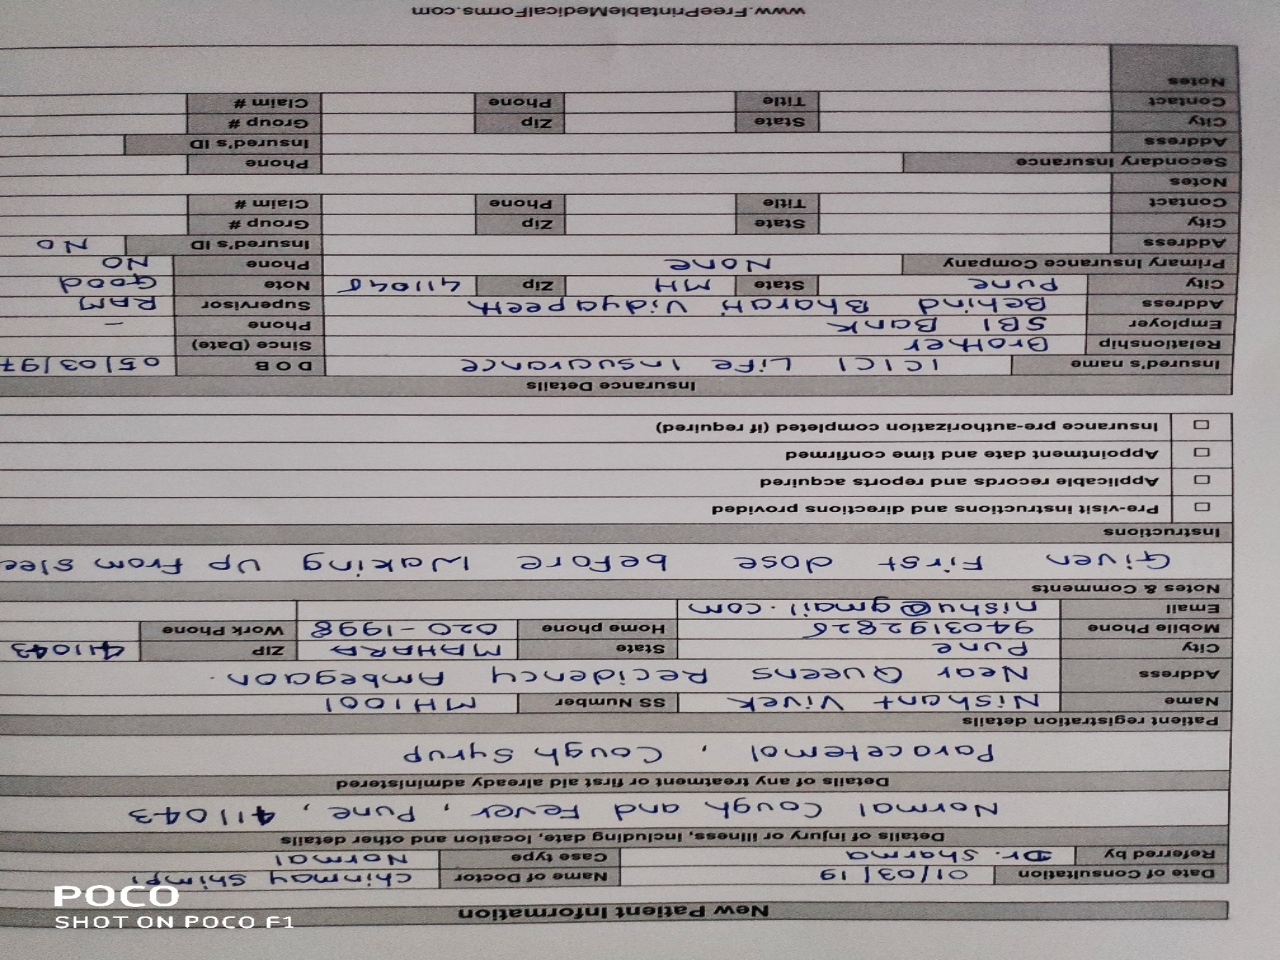 New Patient Information
Date of Consultation 01/03/19 Name of Doctor Chinmay Shimpi
Referred by Dr. Sharma Case type Normal
Details of injury or illness, including date, location and other details
Normal Cough and Fever, Pune, 411043
Details of any treatment or first aid already administered
Paracetemol, Cough Syrup
Patient registration details
Name Nishant Vivek SS Number MH1001
Address Near Queens Recidency Ambegaon.
City Pune State MAHARA ZIP 411043
Mobile Phone 9403192826 Home phone 020-1998 Work Phone
Email nishu@gmail.com
Notes & Comments
Given First dose before Waking up From slee
Instructions
Pre-visit instructions and directions provided
Applicable records and reports acquired
Appointment date and time confirmed
Insurance pre-authorization completed (if required)
Insurance Details
Insured's name ICICI Life Insurance DOB 05/03/97
Relationship Brother Since (Date)
Employer SBI Bank Phone –
Address Behind Bharati Vidyapeeth Supervisor RAM
City Pune State MH Zip 411046 Note Good
Primary Insurance Company None Phone NO
Address Insured's ID No
City State Zip Group #
Contact Title Phone Claim #
Notes
Secondary Insurance Phone
Address Insured's ID
City State Zip Group #
Contact Title Phone Claim #
Notes
www.FreePrintableMedicalForms.com
POCO
SHOT ON POCO F1